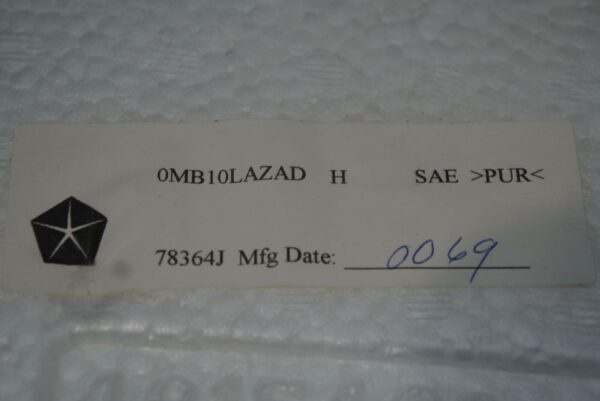 0MB10LAZAD H SAE >PUR<
78364J Mfg Date: 0069